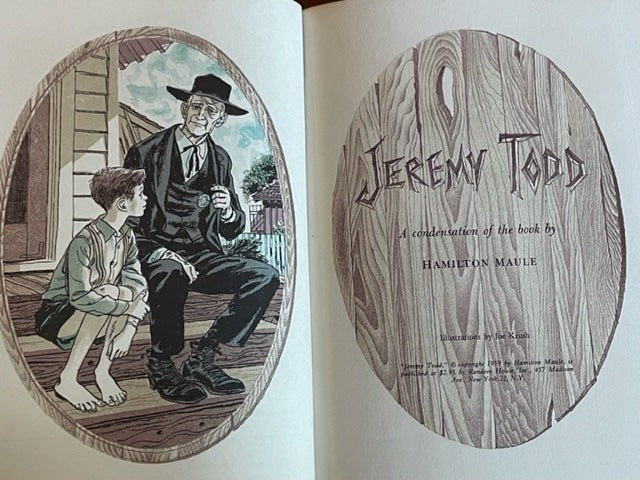 JEREMY TODD
A condensation of the book by
HAMILTON MAULE
Illustrations by Joe Krush
"Jeremy Todd," © copyright 1959 by Hamilton Maule, is
published at $2.95 by Random House, Inc., 457 Madison
Ave., New York 22, N.Y.